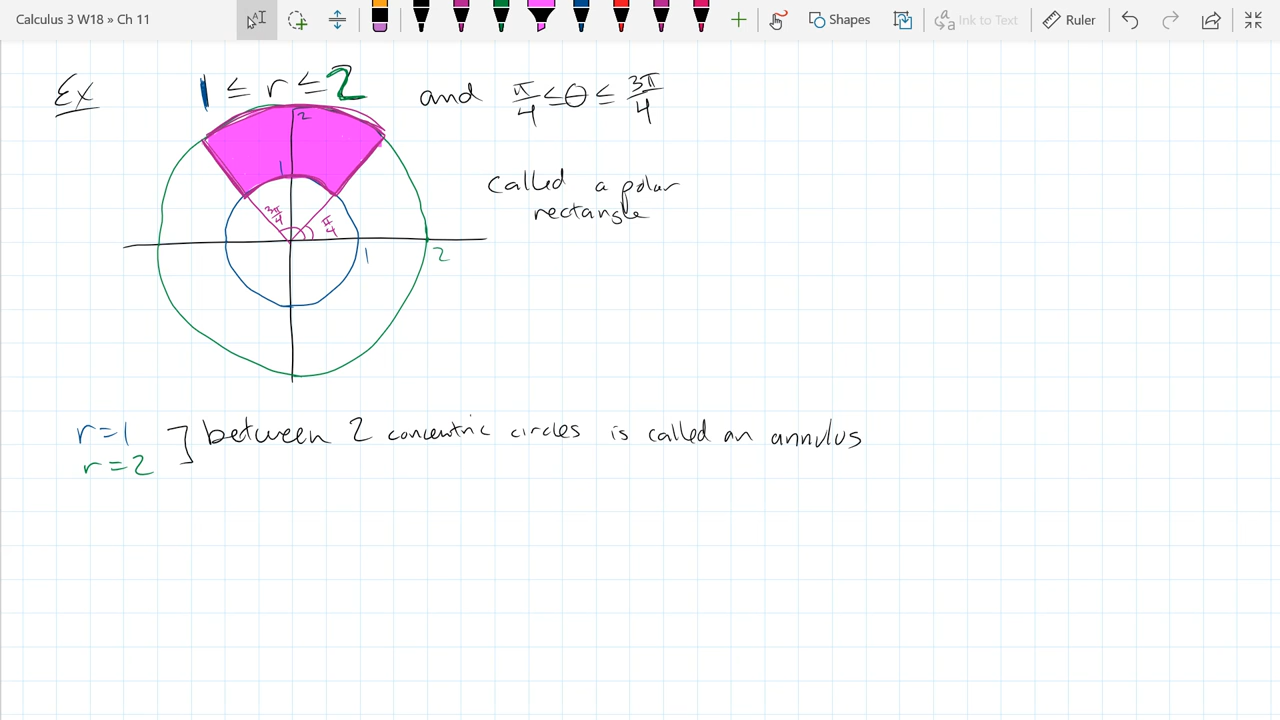 Calculus 3 W18 » Ch 11
Shapes
Ink to Text
Ruler
Ex 1 ≤ r ≤ 2 and π/4 ≤ θ ≤ 3π/4
2
1
called a polar
rectangle
3π/4 π/4
1 2
r=1
r=2
between 2 concentric circles is called an annulus